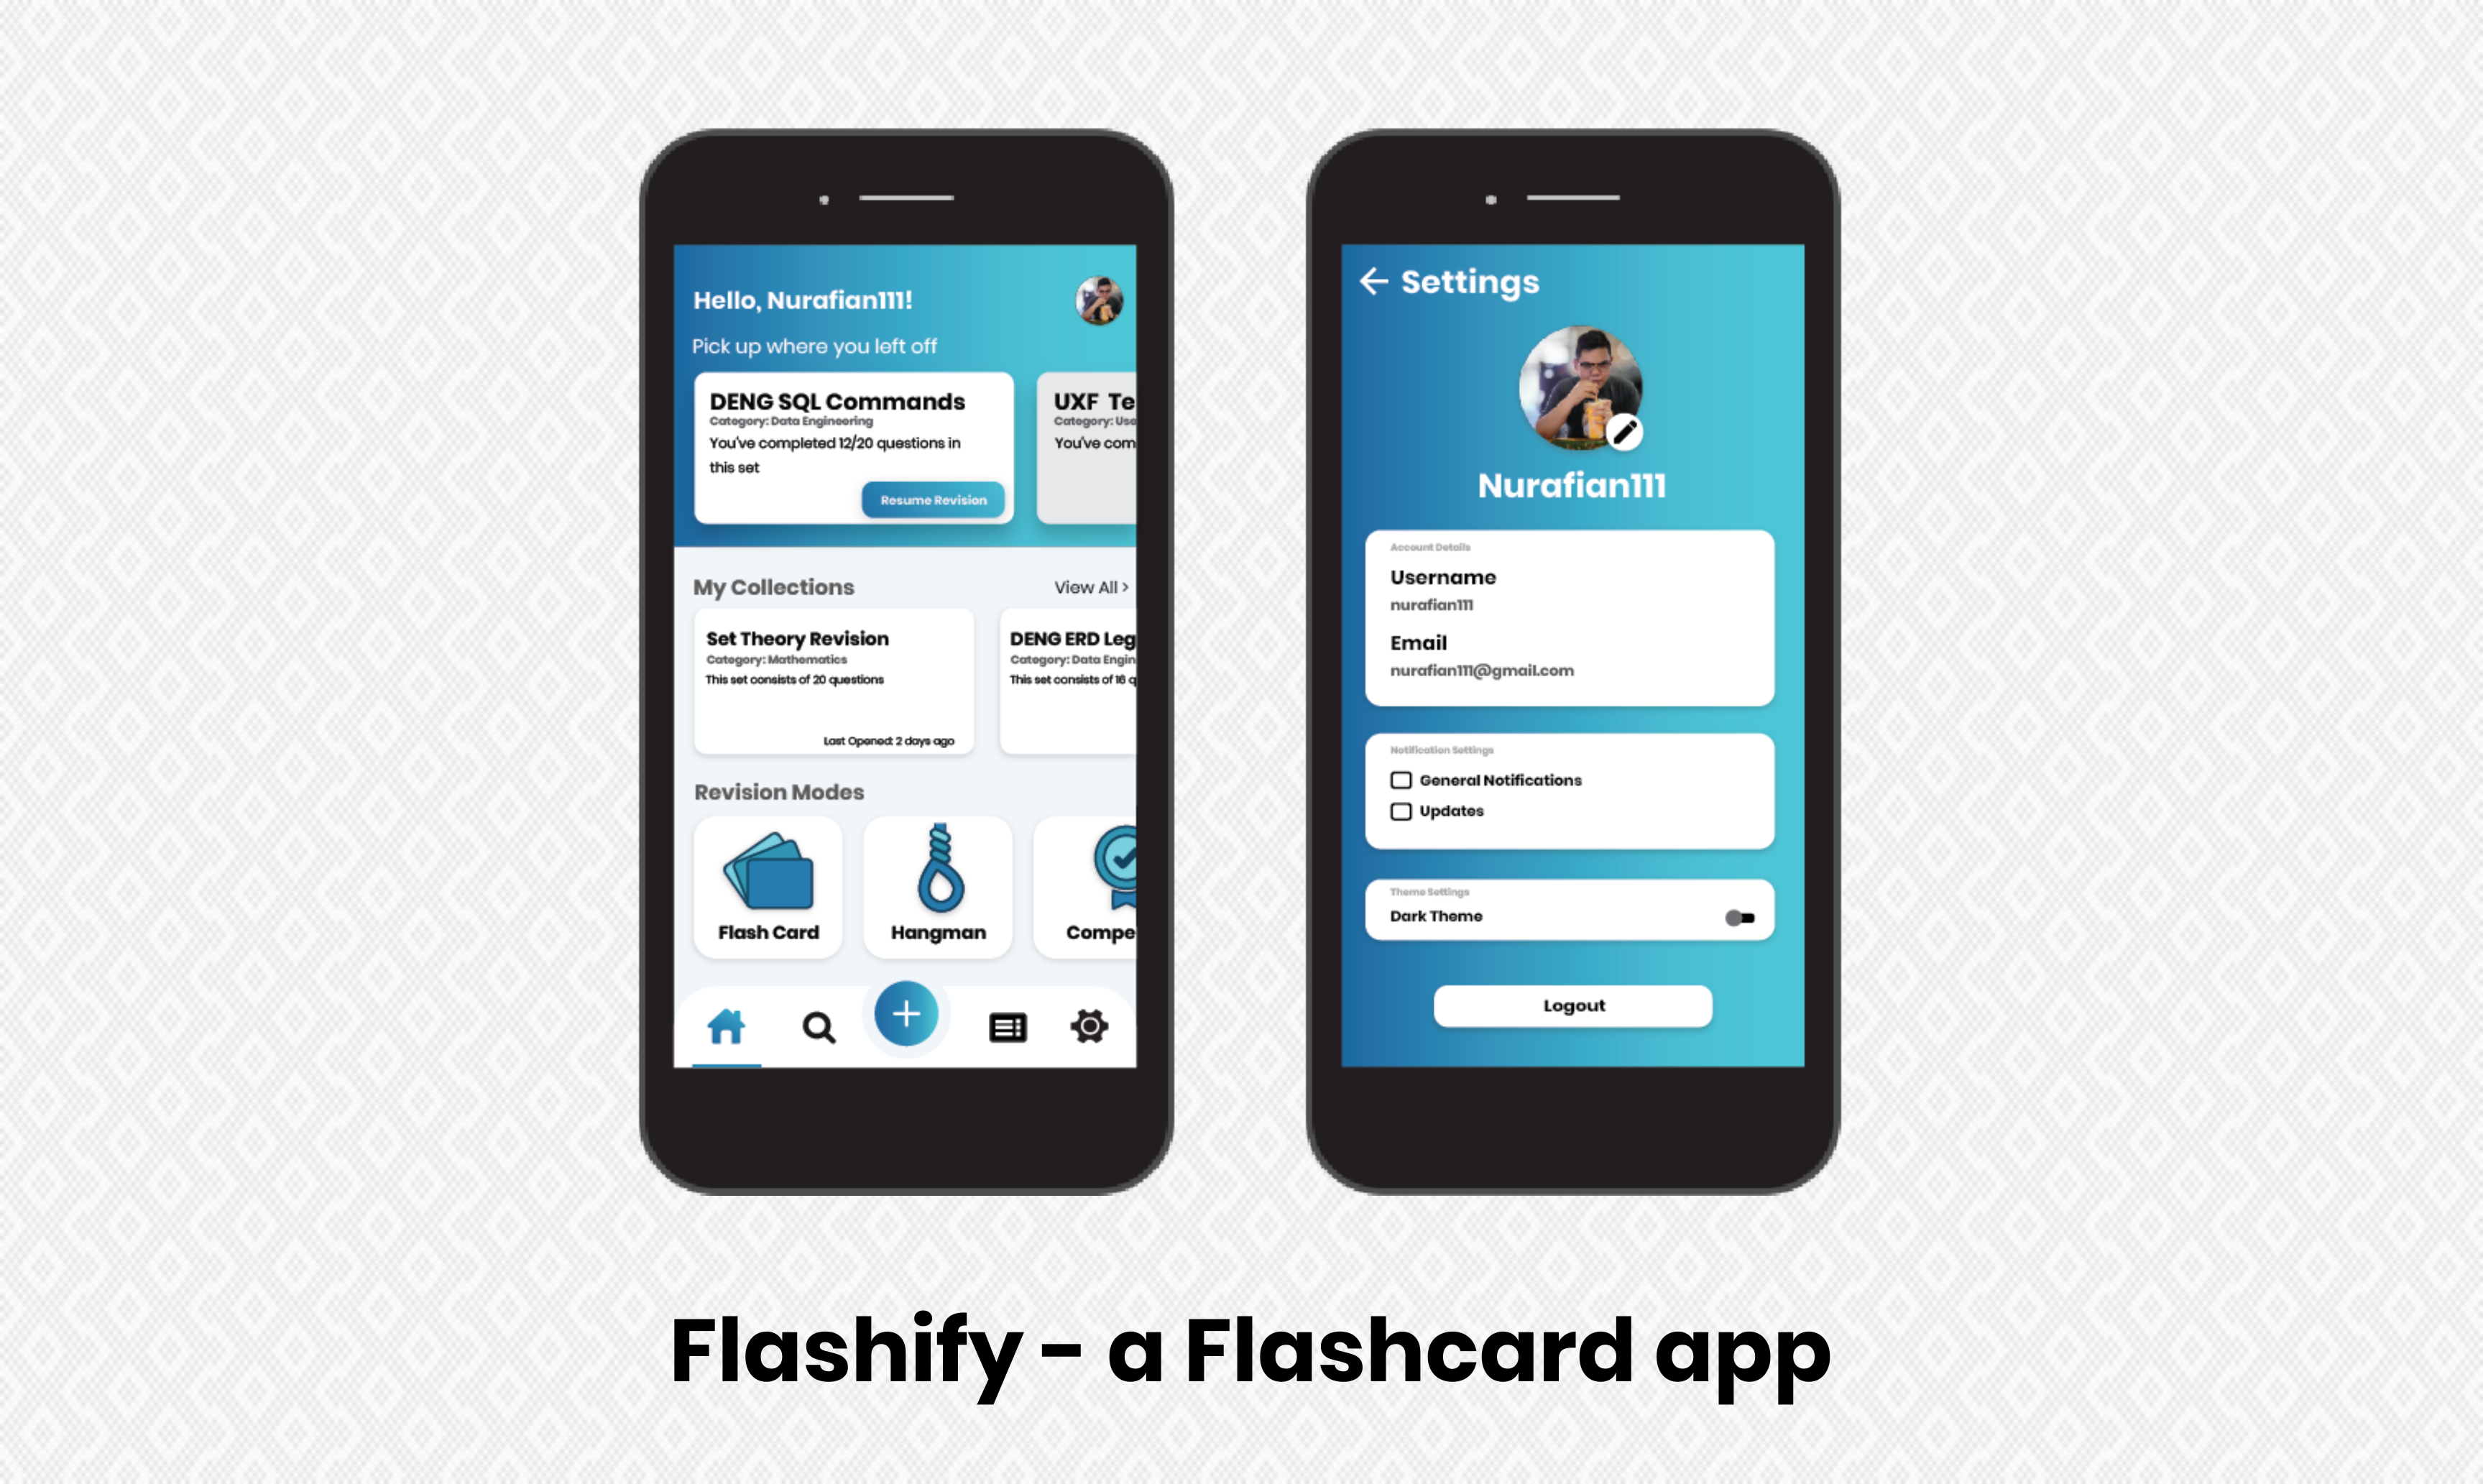 Hello, Nurafian111!
Pick up where you left off
DENG SQL Commands
Category: Data Engineering
You've completed 12/20 questions in
this set
Resume Revision
UXF Te
Category: Use
You've com
My Collections
View All >
Set Theory Revision
Category: Mathematics
This set consists of 20 questions
Last Opened: 2 days ago
DENG ERD Leg
Category: Data Engin
This set consists of 16 q
Revision Modes
Flash Card
Hangman
Compe
Settings
Nurafian111
Account Details
Username
nurafian111
Email
nurafian111@gmail.com
Notification Settings
General Notifications
Updates
Theme Settings
Dark Theme
Logout
Flashify - a Flashcard app